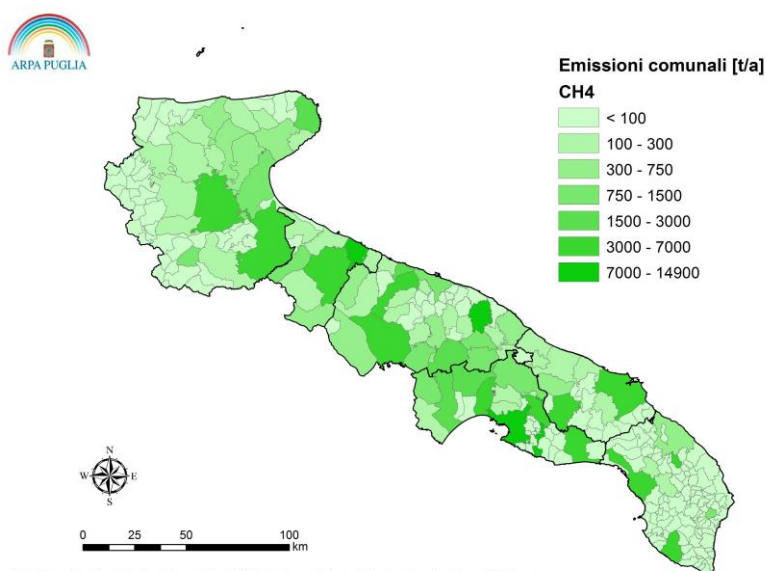 ARPA PUGLIA
Emissioni comunali [t/a]
CH4
< 100
100 - 300
300 - 750
750 - 1500
1500 - 3000
3000 - 7000
7000 - 14900
N
W E
S
0 25 50 100
km